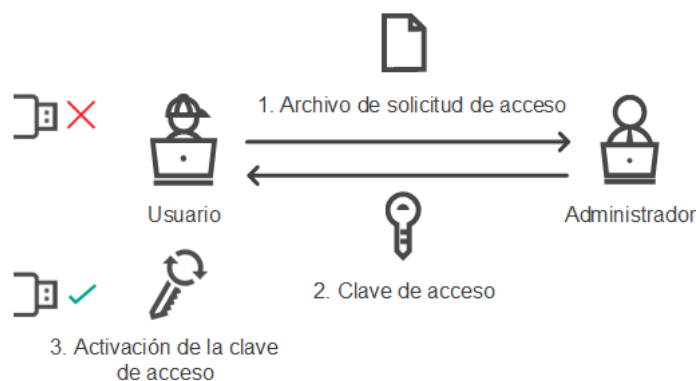 1. Archivo de solicitud de acceso
Usuario
Administrador
2. Clave de acceso
3. Activación de la clave
de acceso